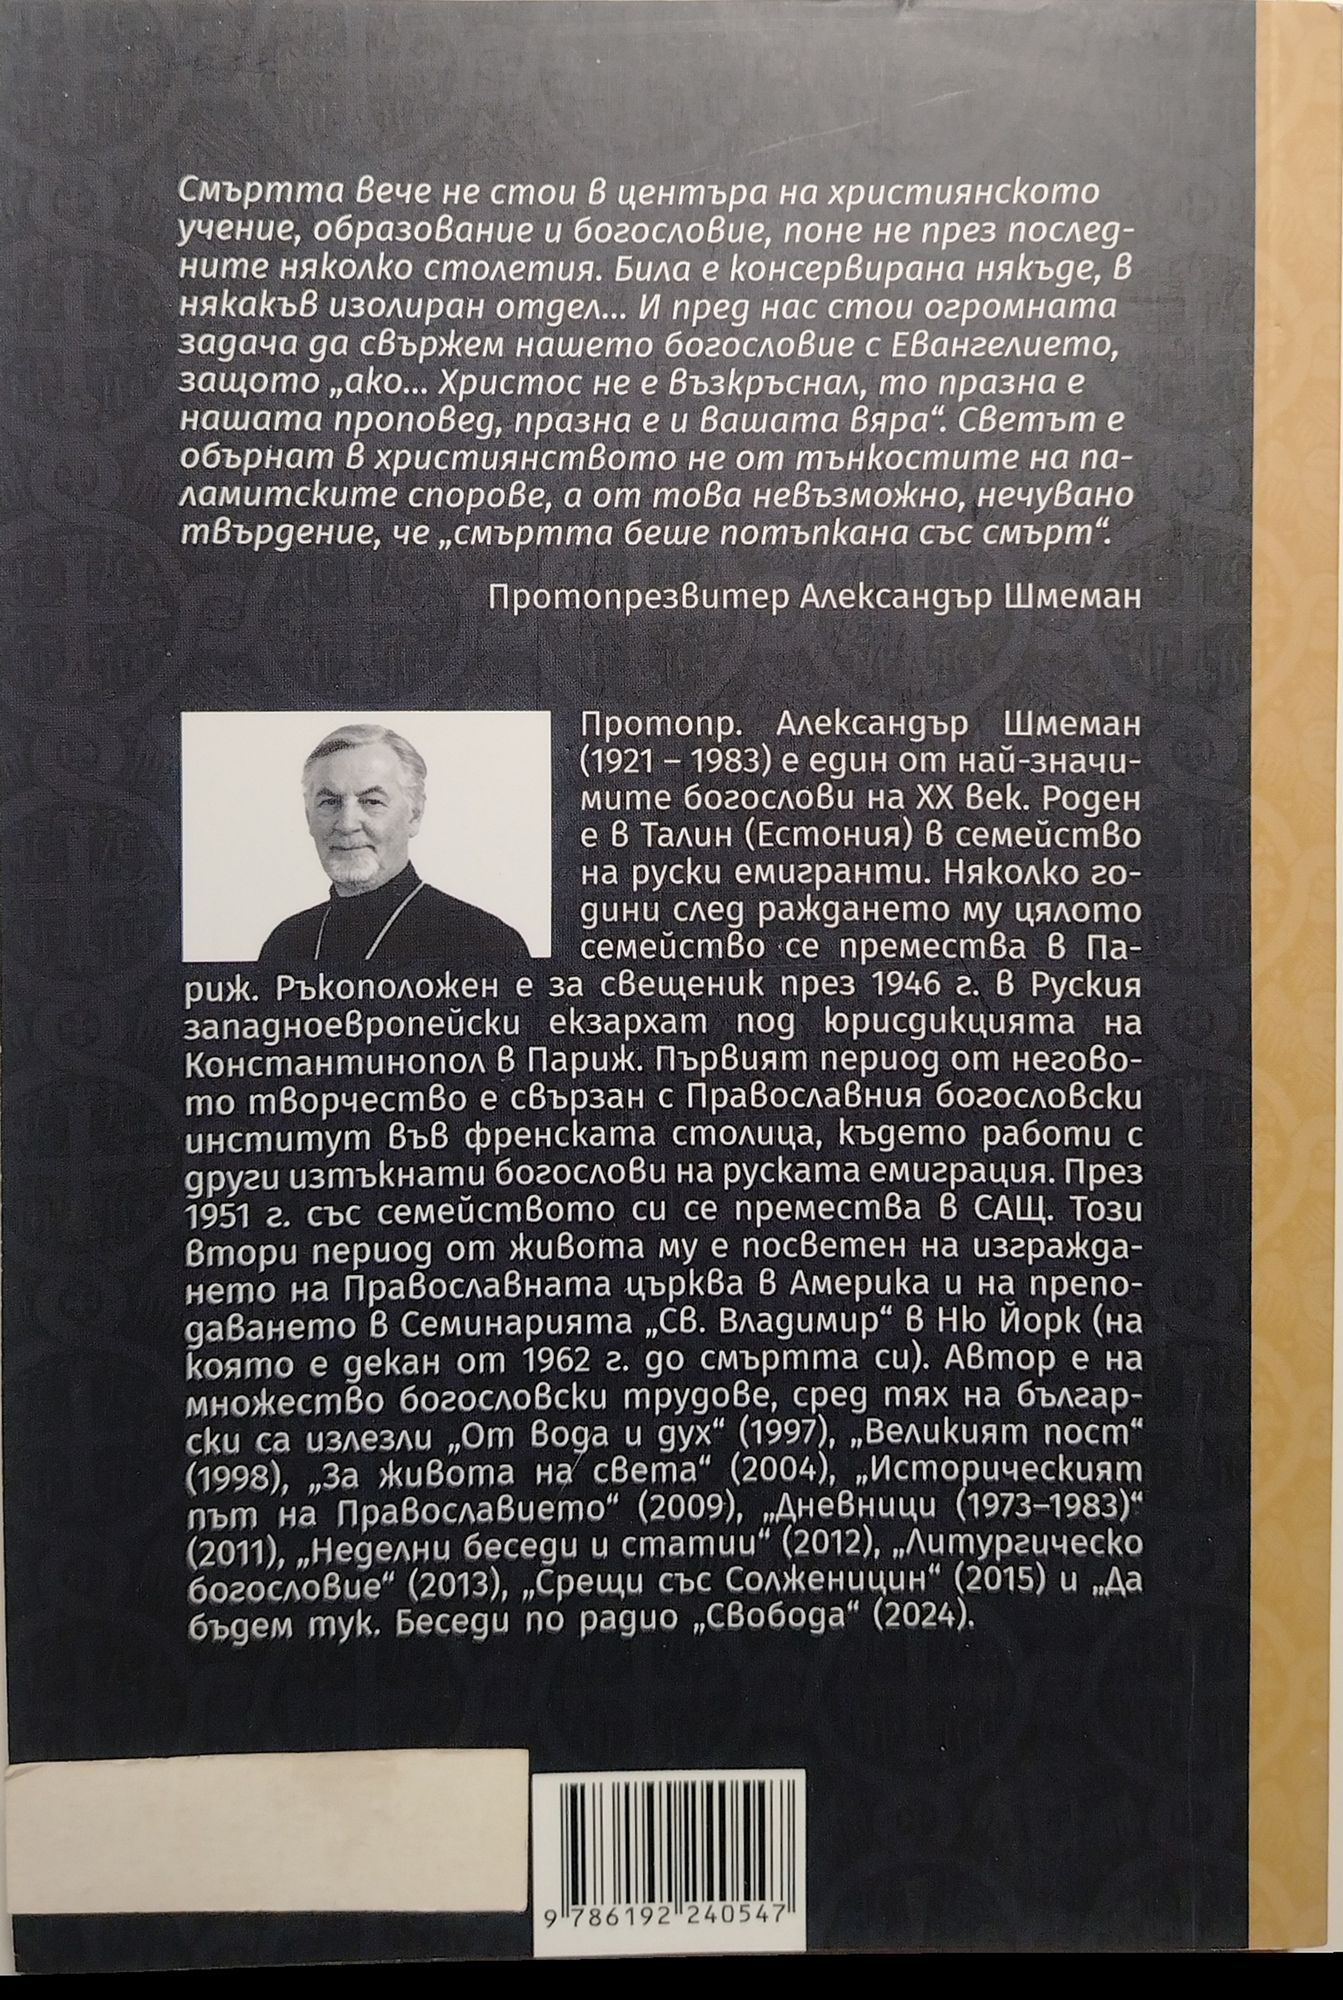 Смъртта вече не стои в центъра на християнското
учение, образование и богословие, поне не през послед-
ните няколко столетия. Била е консервирана някъде, в
някакъв изолиран отдел... И пред нас стои огромната
задача да свържем нашето богословие с Евангелието,
защото „ако... Христос не е възкръснал, то празна е
нашата проповед, празна е и вашата вяра“. Светът е
обърнат в християнството не от тънкостите на па-
ламитските спорове, а от това невъзможно, нечувано
твърдение, че „смъртта беше потъпкана със смърт“.
Протопрезвитер Александър Шмеман
Протопр. Александър Шмеман
(1921 – 1983) е един от най-значи-
мите богослови на XX век. Роден
е в Талин (Естония) в семейство
на руски емигранти. Няколко го-
дини след раждането му цялото
семейство се премества в Па-
риж. Ръкоположен е за свещеник през 1946 г. в Руския
западноевропейски екзархат под юрисдикцията на
Константинопол в Париж. Първият период от негово-
то творчество е свързан с Православния богословски
институт във френската столица, където работи с
други изтъкнати богослови на руската емиграция. През
1951 г. със семейството си се премества в САЩ. Този
втори период от живота му е посветен на изгражда-
нето на Православната църква в Америка и на препо-
даването в Семинарията „Св. Владимир“ в Ню Йорк (на
която е декан от 1962 г. до смъртта си). Автор е на
множество богословски трудове, сред тях на българ-
ски са излезли „От вода и дух“ (1997), „Великият пост“
(1998), „За живота на света“ (2004), „Историческият
път на Православието“ (2009), „Дневници (1973–1983)“
(2011), „Неделни беседи и статии“ (2012), „Литургическо
богословие“ (2013), „Срещи със Солженицин“ (2015) и „Да
бъдем тук. Беседи по радио „Свобода“ (2024).
9 786192 240547